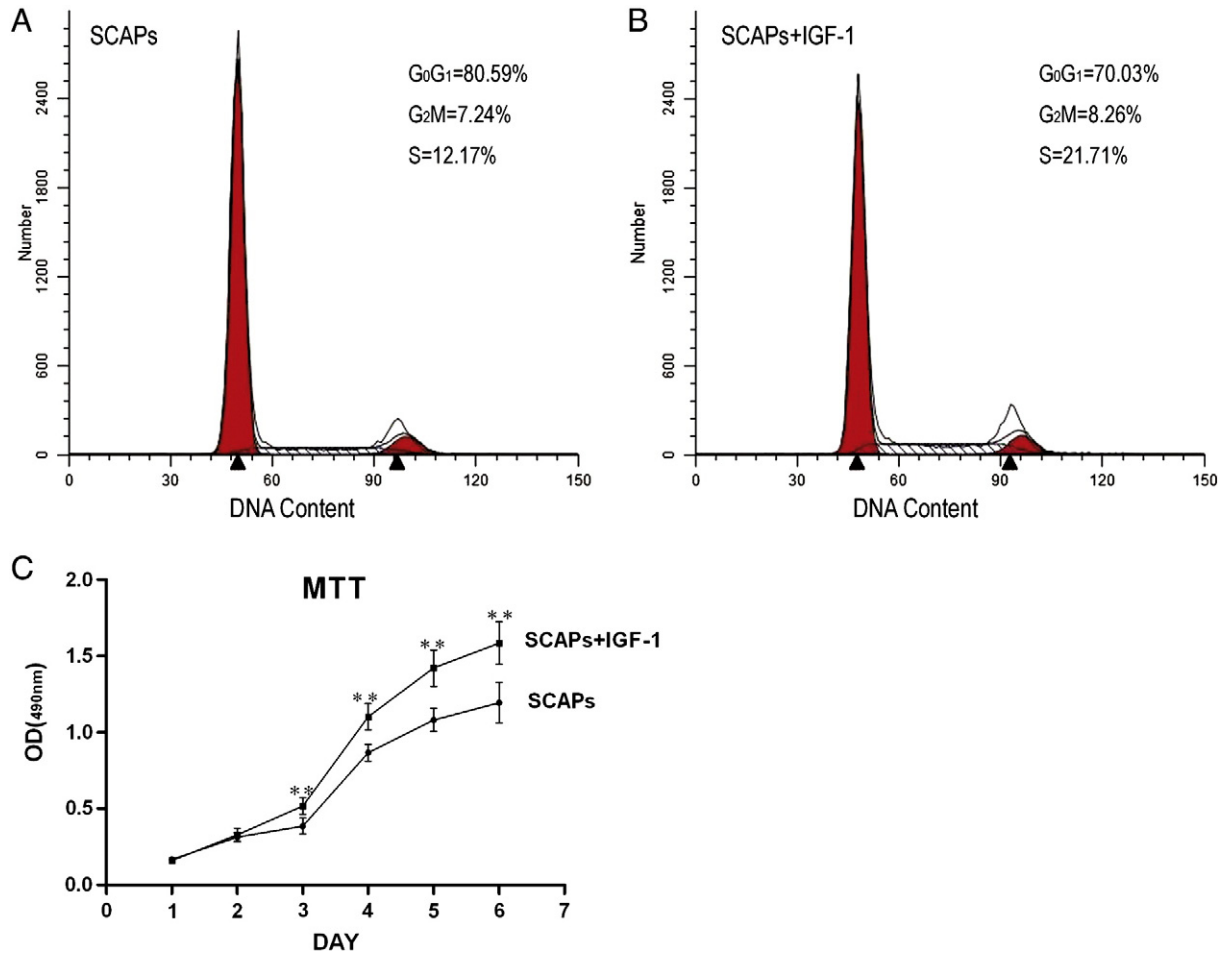 A
SCAPs
G₀G₁=80.59%
G₂M=7.24%
S=12.17%
2400
1800
1200
600
0
Number
0 30 60 90 120 150
DNA Content
B
SCAPs+IGF-1
G₀G₁=70.03%
G₂M=8.26%
S=21.71%
2400
1800
1200
600
0
Number
0 30 60 90 120 150
DNA Content
C
MTT
2.0
1.5
1.0
0.5
0.0
OD(490nm)
** ** ** **
SCAPs+IGF-1
SCAPs
0 1 2 3 4 5 6 7
DAY